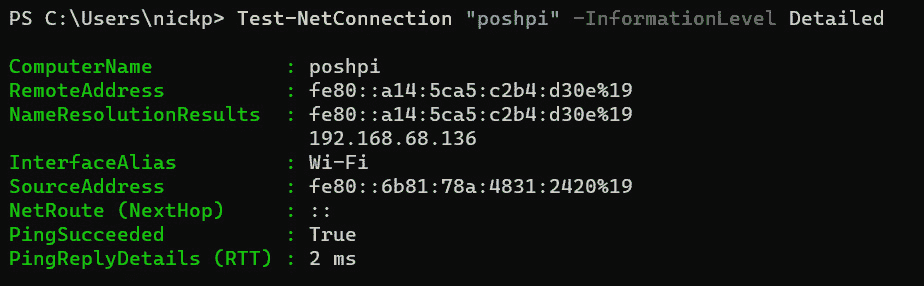 PS C:\Users\nickp> Test-NetConnection "poshpi" -InformationLevel Detailed
ComputerName : poshpi
RemoteAddress : fe80::a14:5ca5:c2b4:d30e%19
NameResolutionResults : fe80::a14:5ca5:c2b4:d30e%19
192.168.68.136
InterfaceAlias : Wi-Fi
SourceAddress : fe80::6b81:78a:4831:2420%19
NetRoute (NextHop) : ::
PingSucceeded : True
PingReplyDetails (RTT) : 2 ms